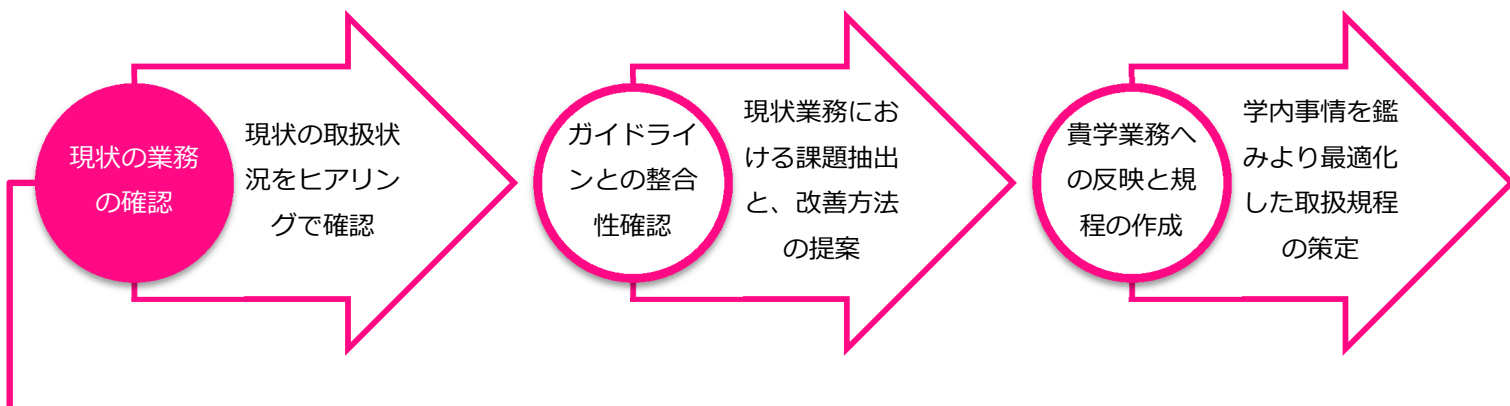 現状の業務
の確認
現状の取扱状
況をヒアリン
グで確認
ガイドライ
ンとの整合
性確認
現状業務にお
ける課題抽出
と、改善方法
の提案
貴学業務へ
の反映と規
程の作成
学内事情を鑑
みより最適化
した取扱規程
の策定